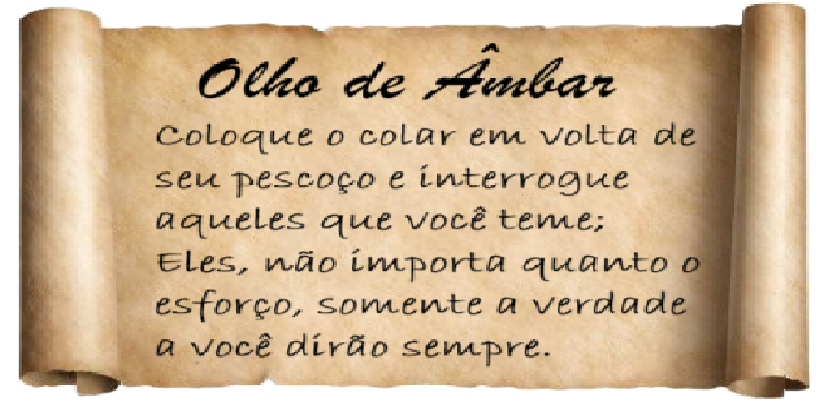 Olho de Âmbar
Coloque o colar em volta de
seu pescoço e interrogue
aqueles que você teme;
Eles, não importa quanto o
esforço, somente a verdade
a você dirão sempre.